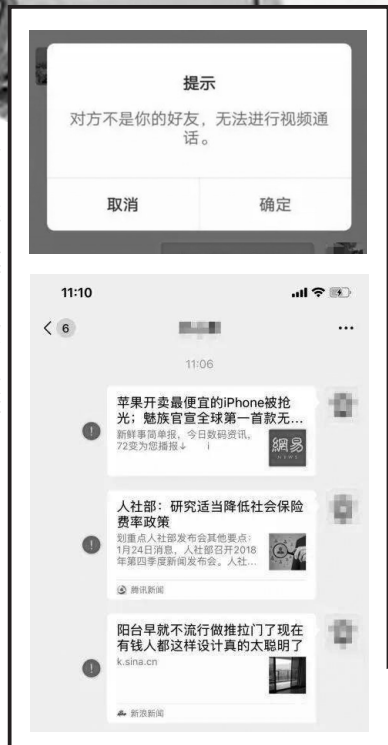 提示
对方不是你的好友，无法进行视频通
话。
取消 确定
11:10
6
11:06
苹果开卖最便宜的iPhone被抢
光；魅族官宣全球第一首款无...
新鲜事简单报，今日数码资讯，
72变为您播报↓ i
網易
NEWS
人社部：研究适当降低社会保险
费率政策
划重点人社部发布会其他要点：
1月24日消息，人社部召开2018
年第四季度新闻发布会。人社...
腾讯新闻
阳台早就不流行做推拉门了现在
有钱人都这样设计真的太聪明了
k.sina.cn
新浪新闻